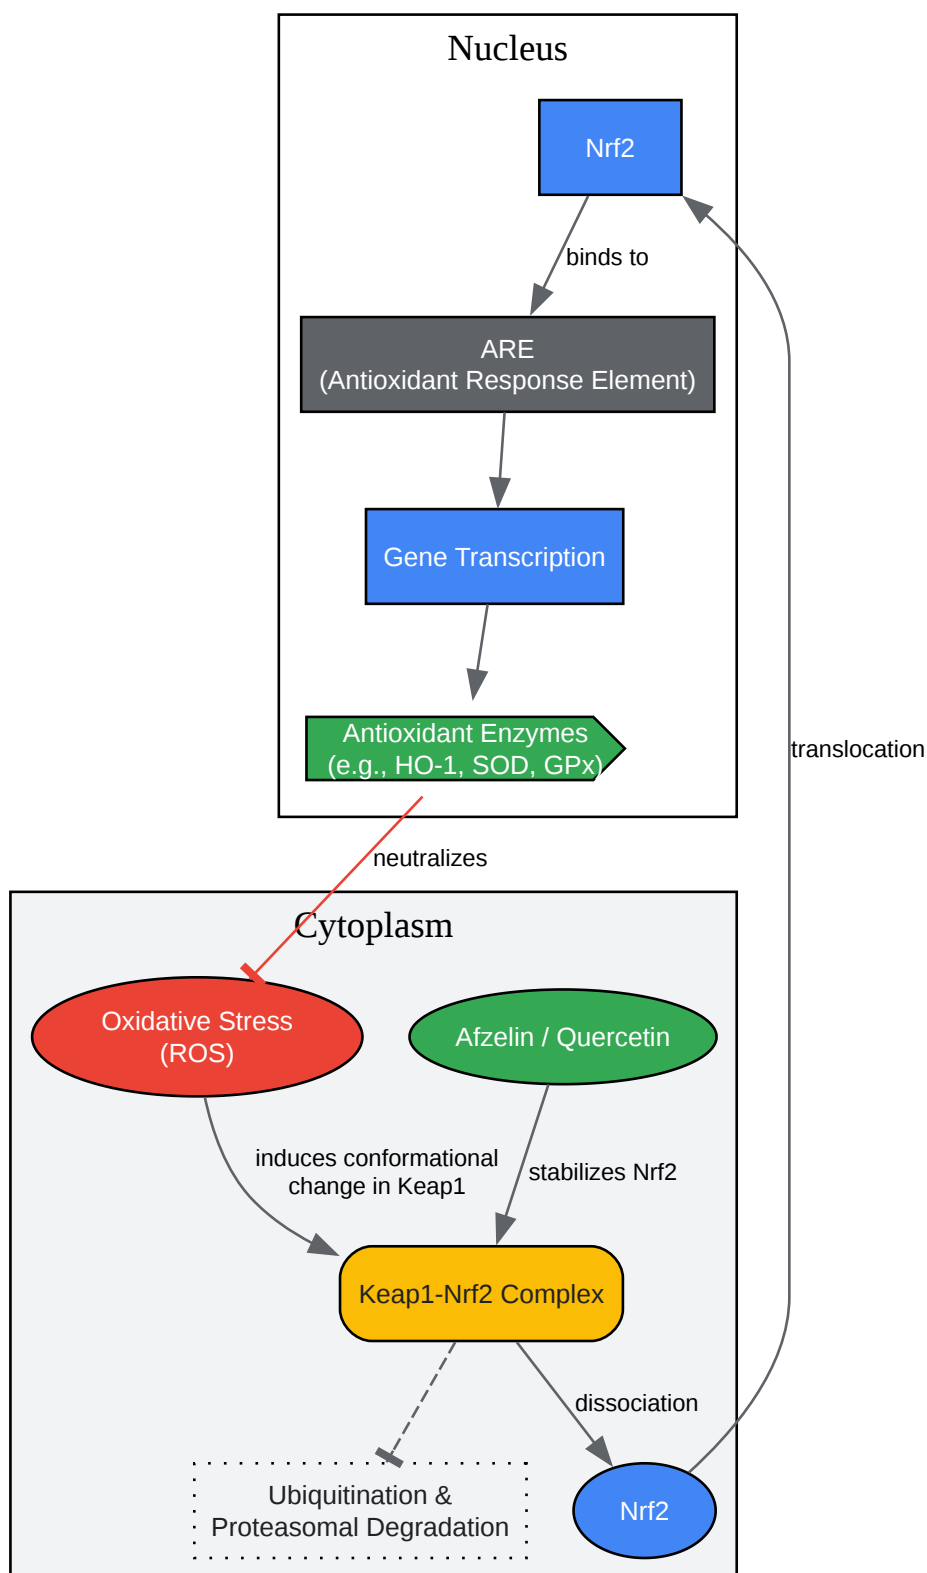 Nucleus
Nrf2
binds to
ARE
(Antioxidant Response Element)
Gene Transcription
Antioxidant Enzymes
(e.g., HO-1, SOD, GPx)
translocation
neutralizes
Cytoplasm
Oxidative Stress
(ROS)
Afzelin / Quercetin
induces conformational
change in Keap1
stabilizes Nrf2
Keap1-Nrf2 Complex
dissociation
Ubiquitination &
Proteasomal Degradation
Nrf2